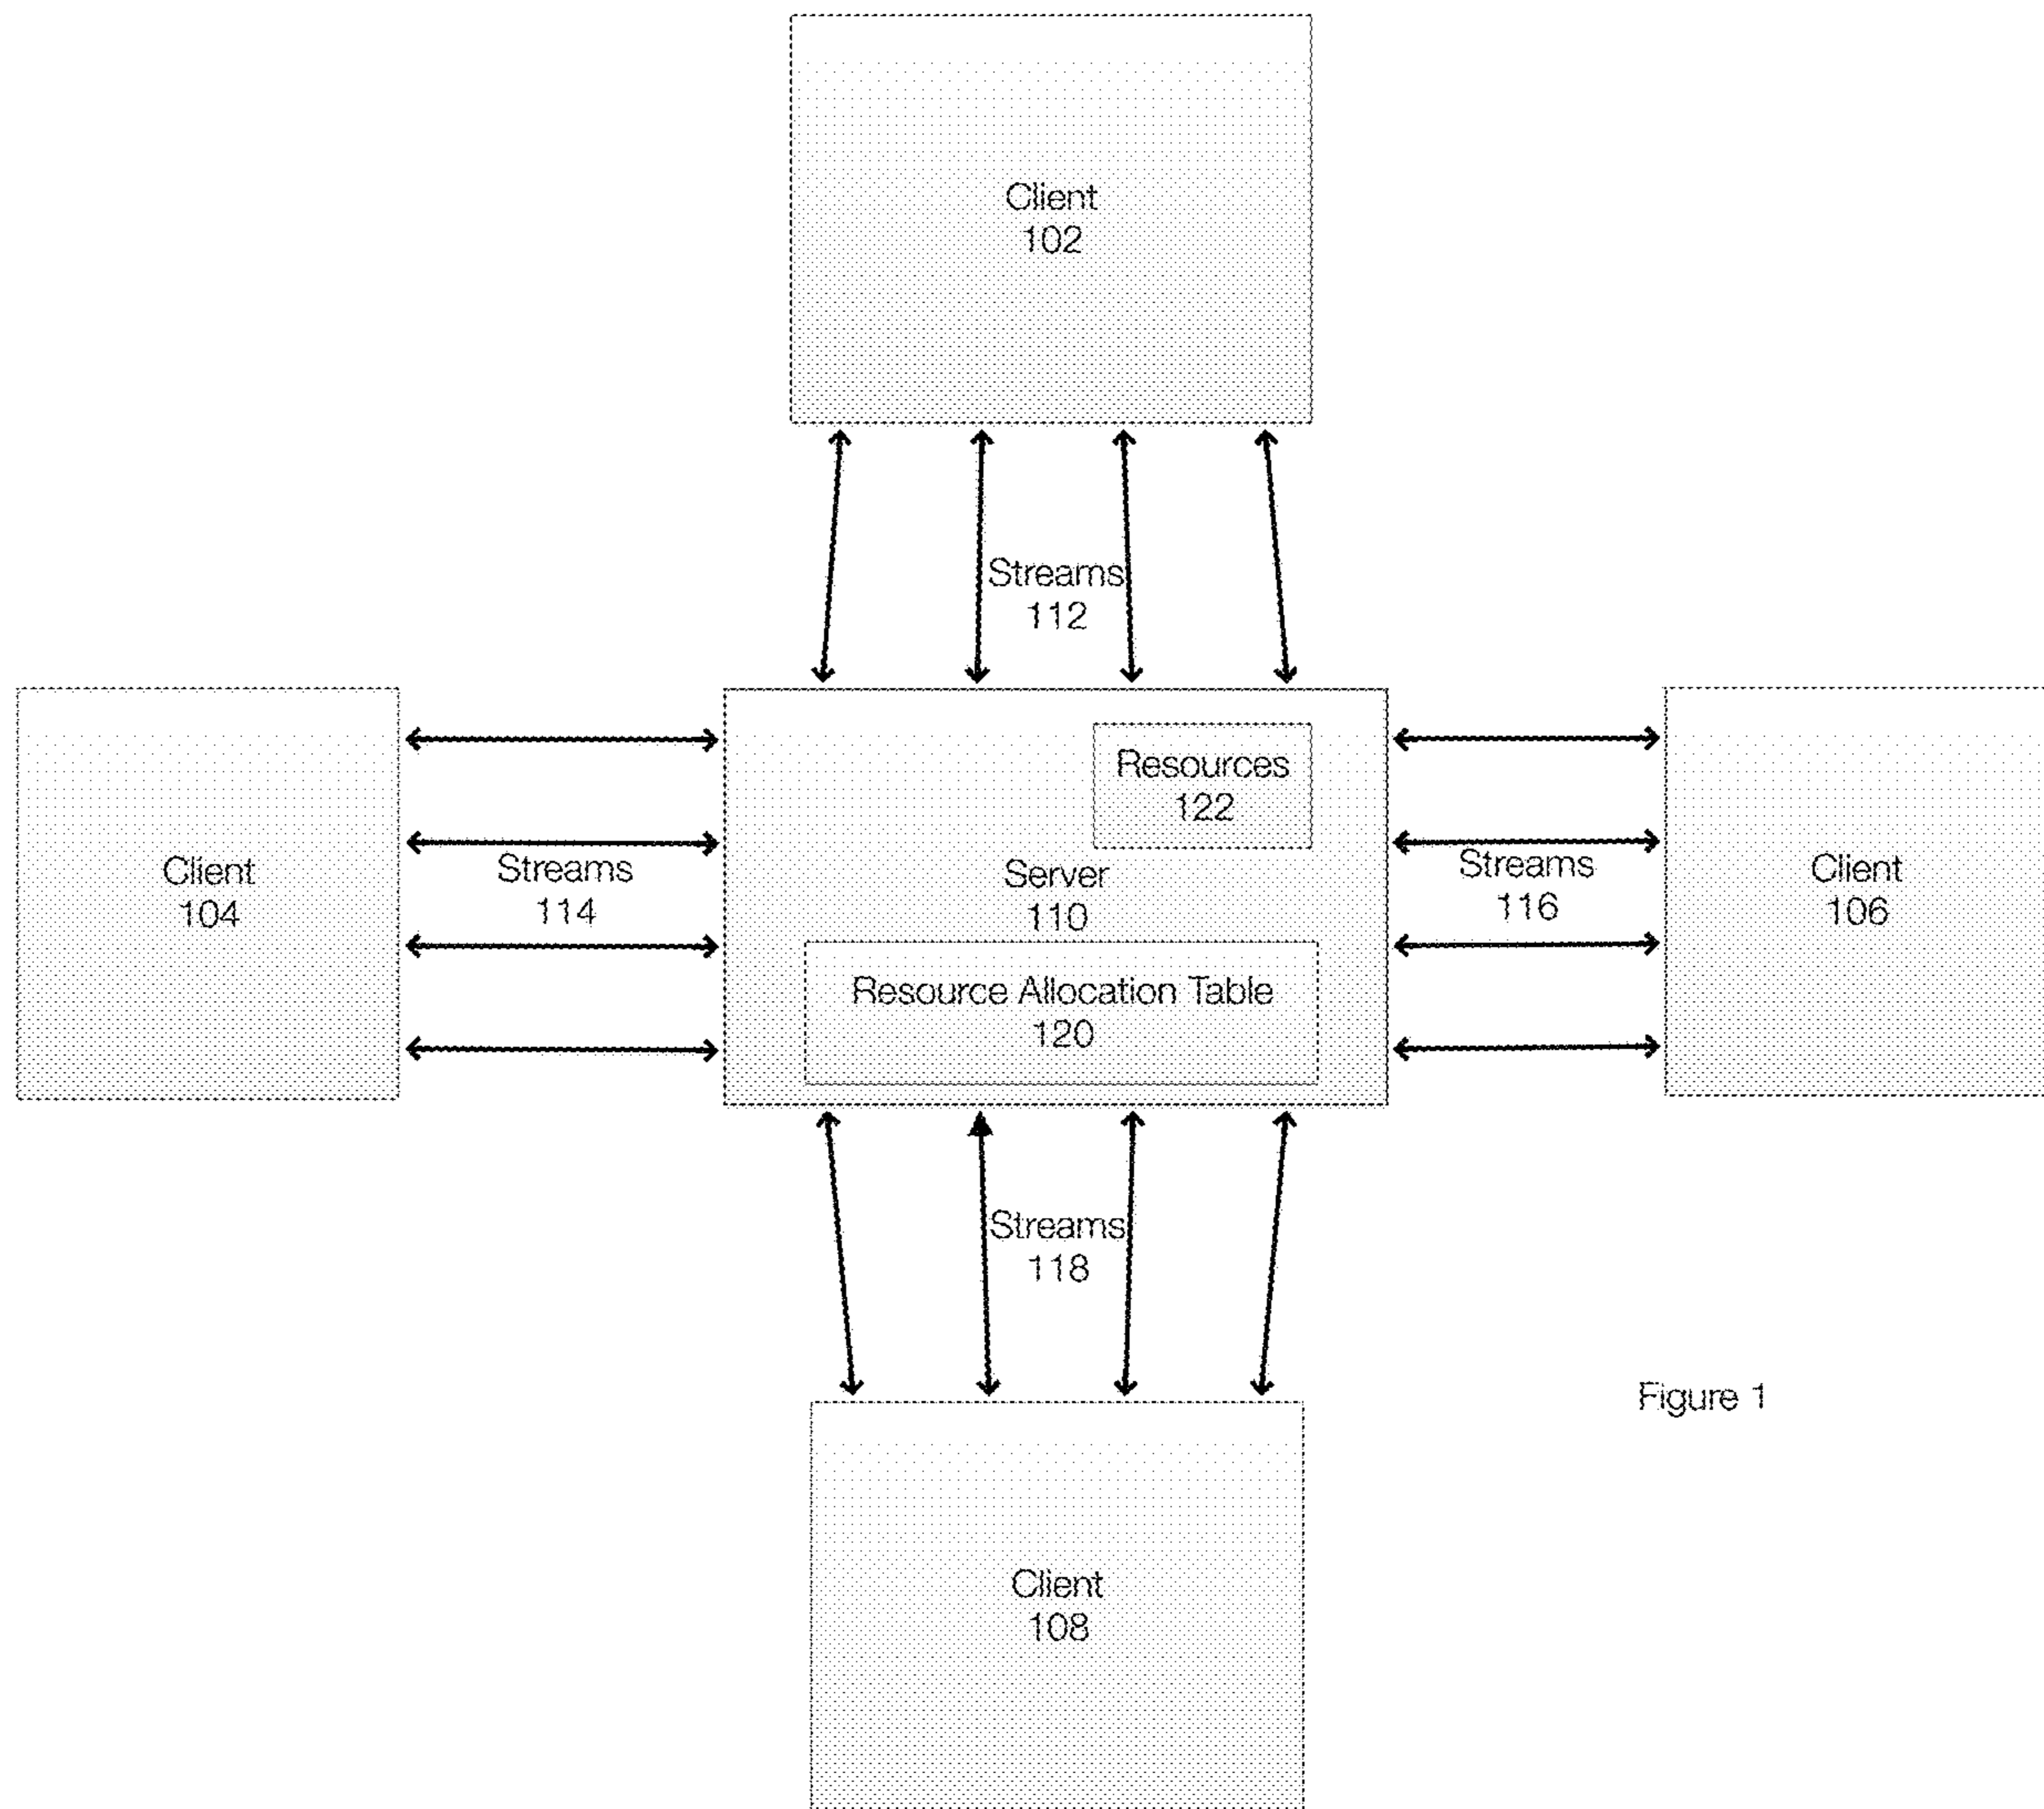 Client
102
Streams
112
Resources
122
Client
104
Streams
114
Server
110
Streams
116
Client
106
Resource Allocation Table
120
Streams
118
Figure 1
Client
108